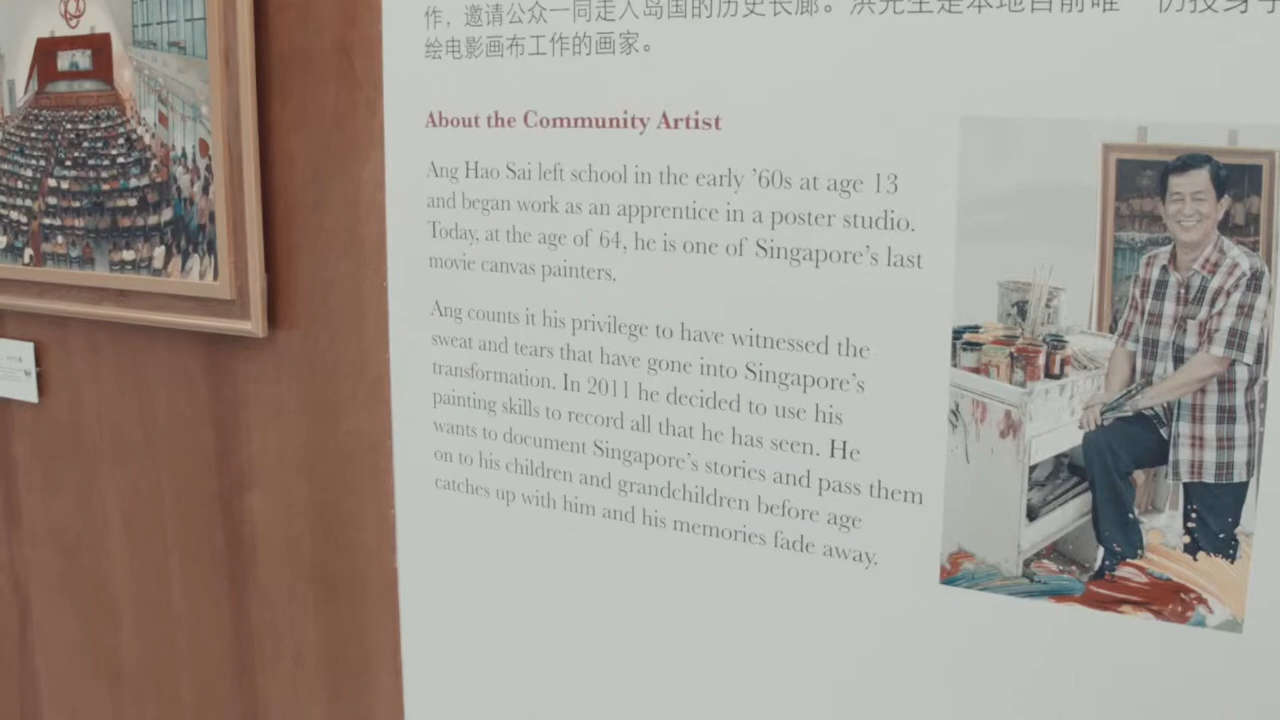 作，邀请公众一同走入岛国的历史长廊。洪先生是本地目前唯一仍投身手
绘电影画布工作的画家。
About the Community Artist
Ang Hao Sai left school in the early ’60s at age 13
and began work as an apprentice in a poster studio.
Today, at the age of 64, he is one of Singapore’s last
movie canvas painters.
Ang counts it his privilege to have witnessed the
sweat and tears that have gone into Singapore’s
transformation. In 2011 he decided to use his
painting skills to record all that he has seen. He
wants to document Singapore’s stories and pass them
on to his children and grandchildren before age
catches up with him and his memories fade away.